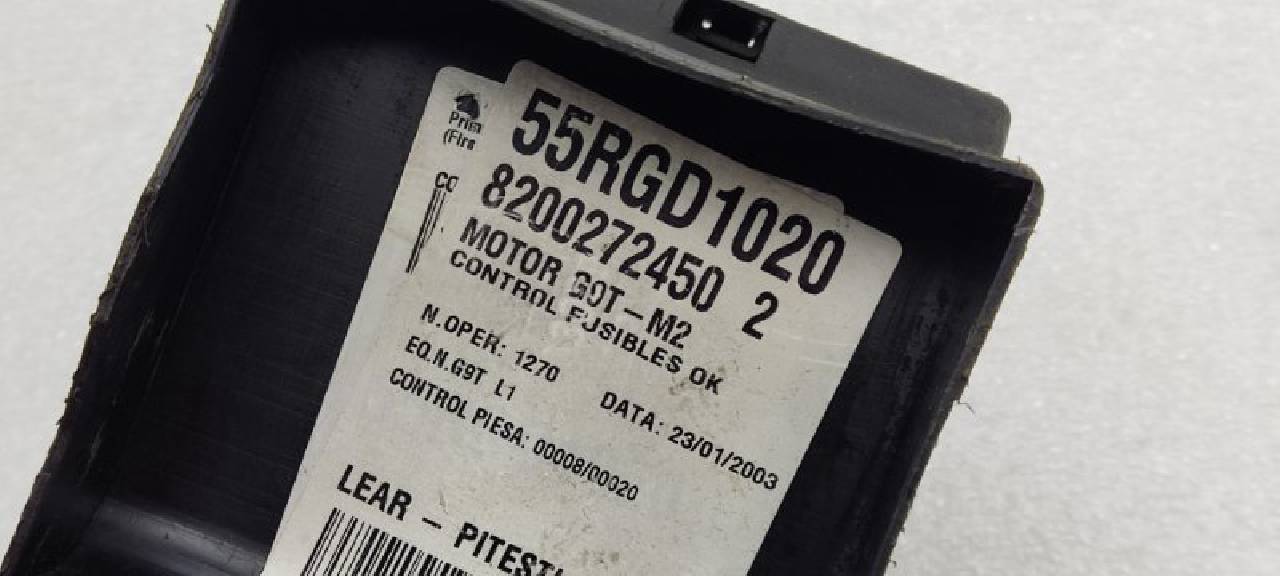 55RGD1020
8200272450 2
MOTOR G9T-M2
CONTROL FUSIBLES OK
N.OPER: 1270 DATA: 23/01/2003
EQ.N.G9T L1
CONTROL PIESA: 00008/00020
LEAR - PITESTI